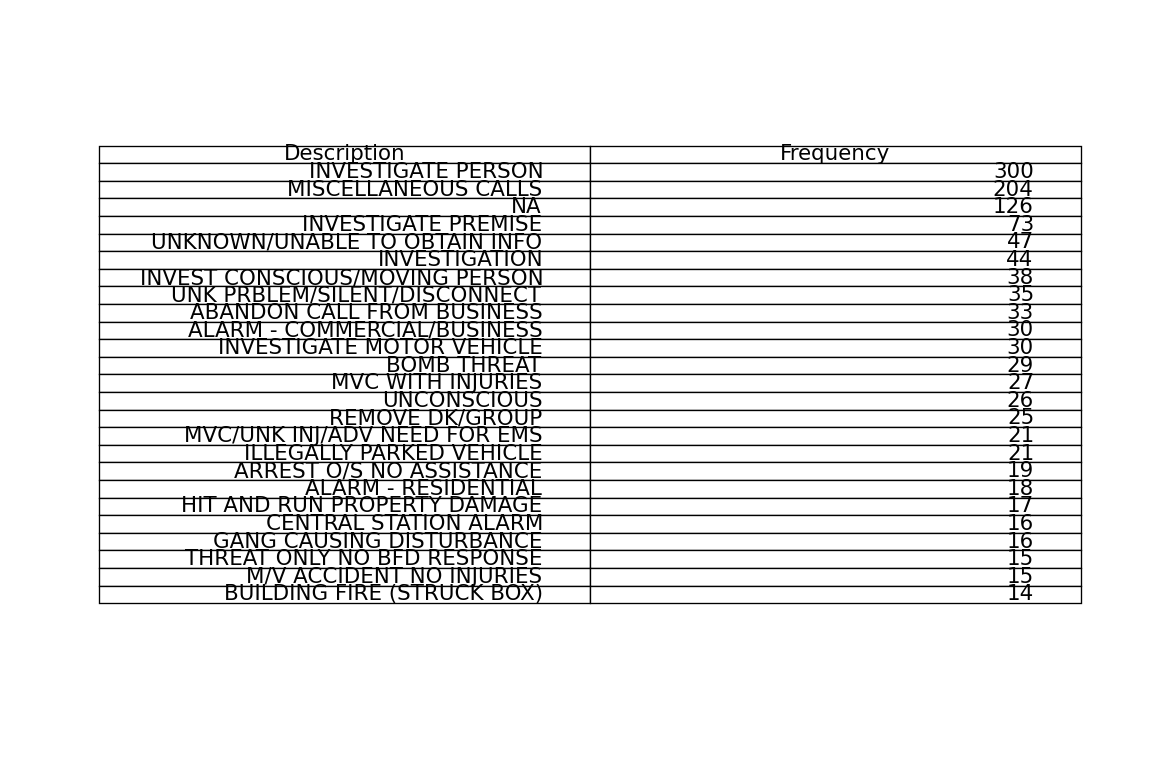 Description Frequency
INVESTIGATE PERSON 300
MISCELLANEOUS CALLS 204
NA 126
INVESTIGATE PREMISE 73
UNKNOWN/UNABLE TO OBTAIN INFO 47
INVESTIGATION 44
INVEST CONSCIOUS/MOVING PERSON 38
UNK PRBLEM/SILENT/DISCONNECT 35
ABANDON CALL FROM BUSINESS 33
ALARM - COMMERCIAL/BUSINESS 30
INVESTIGATE MOTOR VEHICLE 30
BOMB THREAT 29
MVC WITH INJURIES 27
UNCONSCIOUS 26
REMOVE DK/GROUP 25
MVC/UNK INJ/ADV NEED FOR EMS 21
ILLEGALLY PARKED VEHICLE 21
ARREST O/S NO ASSISTANCE 19
ALARM - RESIDENTIAL 18
HIT AND RUN PROPERTY DAMAGE 17
CENTRAL STATION ALARM 16
GANG CAUSING DISTURBANCE 16
THREAT ONLY NO BFD RESPONSE 15
M/V ACCIDENT NO INJURIES 15
BUILDING FIRE (STRUCK BOX) 14